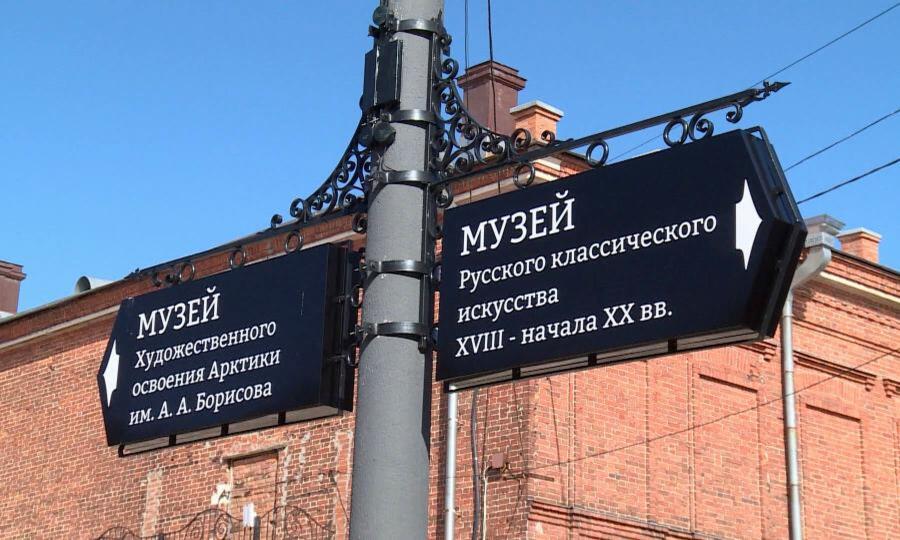 МУЗЕЙ
Художественного
освоения Арктики
им. А. А. Борисова
МУЗЕЙ
Русского классического
искусства
XVIII - начала XX вв.